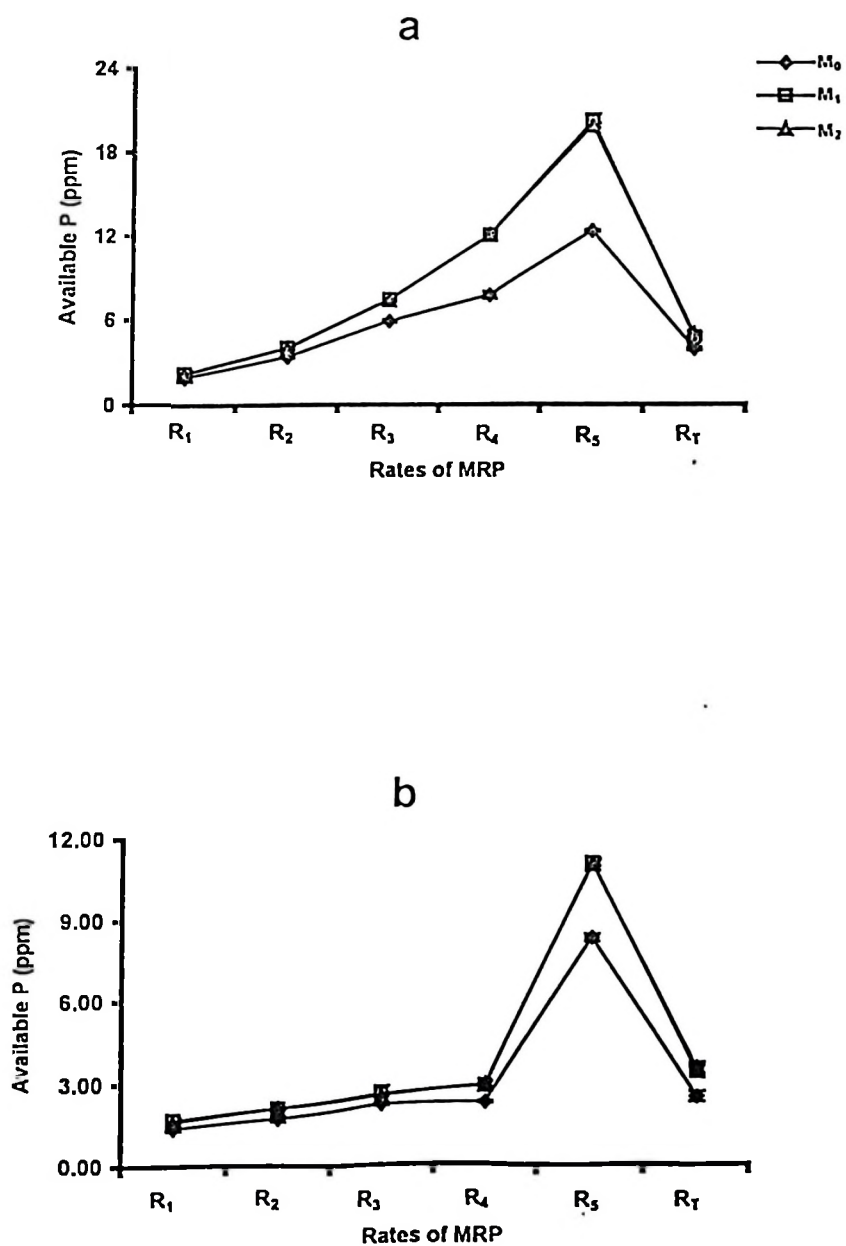 a
M₀
M₁
M₂
24
18
12
6
0
Available P (ppm)
R₁ R₂ R₃ R₄ R₅ R_T
Rates of MRP
b
12.00
9.00
6.00
3.00
0.00
Available P (ppm)
R₁ R₂ R₃ R₄ R₅ R_T
Rates of MRP